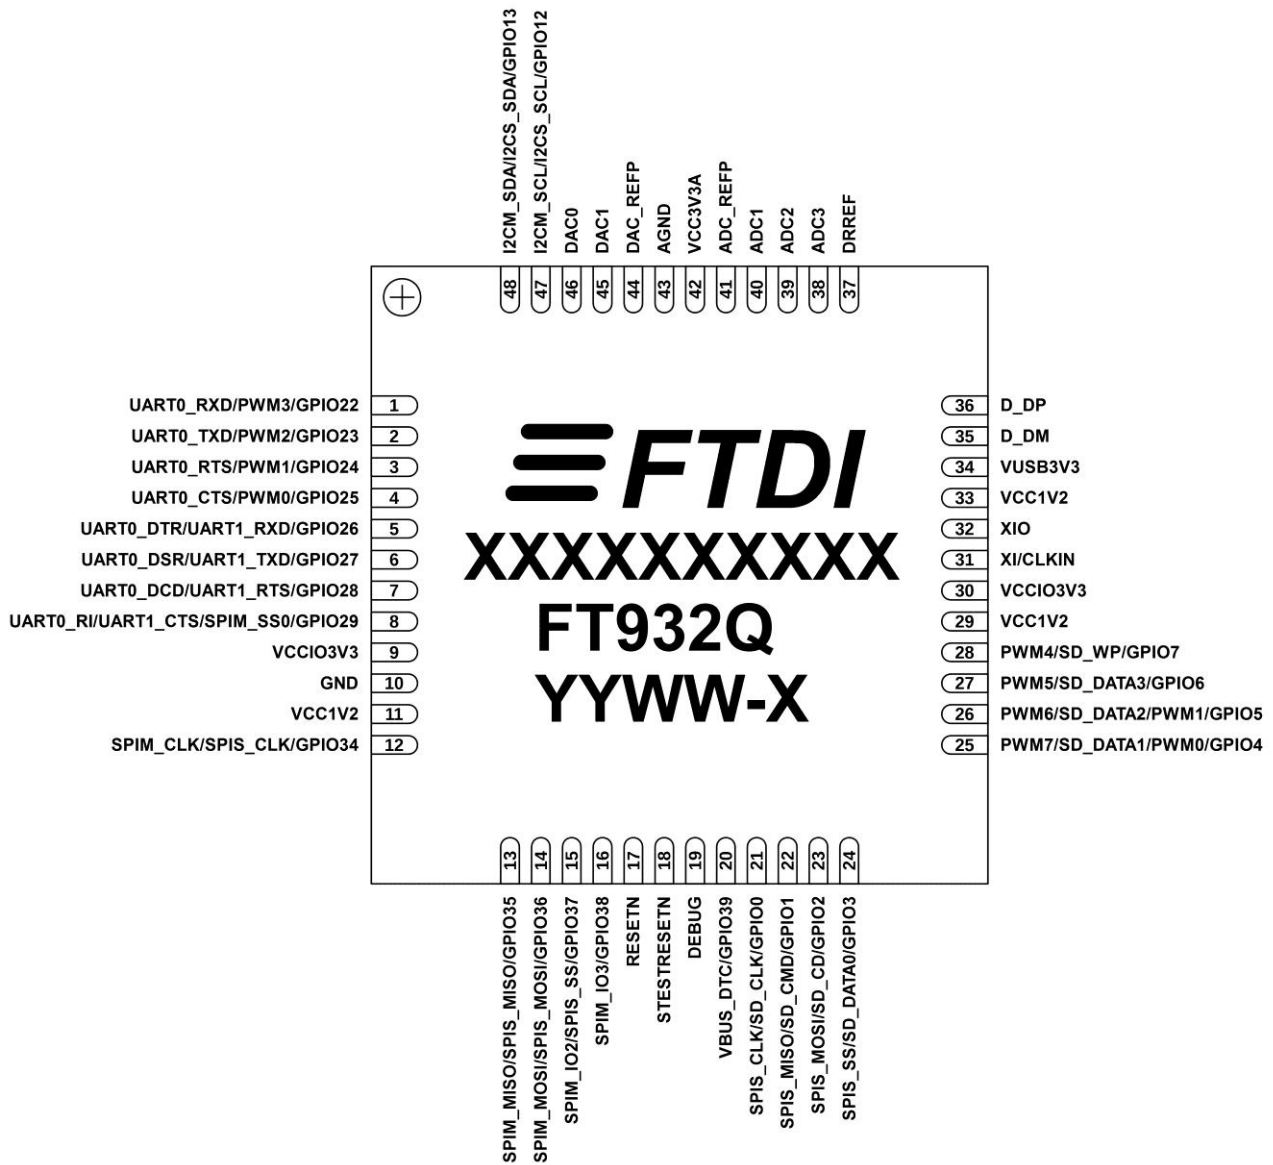 I2CM_SDA/I2CS_SDA/GPIO13
I2CM_SCL/I2CS_SCL/GPIO12
DAC0
DAC1
DAC_REFP
AGND
VCC3V3A
ADC_REFP
ADC1
ADC2
ADC3
DRREF
48
47
46
45
44
43
42
41
40
39
38
37
UART0_RXD/PWM3/GPIO22 1
UART0_TXD/PWM2/GPIO23 2
UART0_RTS/PWM1/GPIO24 3
UART0_CTS/PWM0/GPIO25 4
UART0_DTR/UART1_RXD/GPIO26 5
UART0_DSR/UART1_TXD/GPIO27 6
UART0_DCD/UART1_RTS/GPIO28 7
UART0_RI/UART1_CTS/SPIM_SS0/GPIO29 8
VCCIO3V3 9
GND 10
VCC1V2 11
SPIM_CLK/SPIS_CLK/GPIO34 12
FTDI
XXXXXXXXXX
FT932Q
YYWW-X
36 D_DP
35 D_DM
34 VUSB3V3
33 VCC1V2
32 XIO
31 XI/CLKIN
30 VCCIO3V3
29 VCC1V2
28 PWM4/SD_WP/GPIO7
27 PWM5/SD_DATA3/GPIO6
26 PWM6/SD_DATA2/PWM1/GPIO5
25 PWM7/SD_DATA1/PWM0/GPIO4
13
14
15
16
17
18
19
20
21
22
23
24
SPIM_MISO/SPIS_MISO/GPIO35
SPIM_MOSI/SPIS_MOSI/GPIO36
SPIM_IO2/SPIS_SS/GPIO37
SPIM_IO3/GPIO38
RESETN
STESTRESETN
DEBUG
VBUS_DTC/GPIO39
SPIS_CLK/SD_CLK/GPIO0
SPIS_MISO/SD_CMD/GPIO1
SPIS_MOSI/SD_CD/GPIO2
SPIS_SS/SD_DATA0/GPIO3